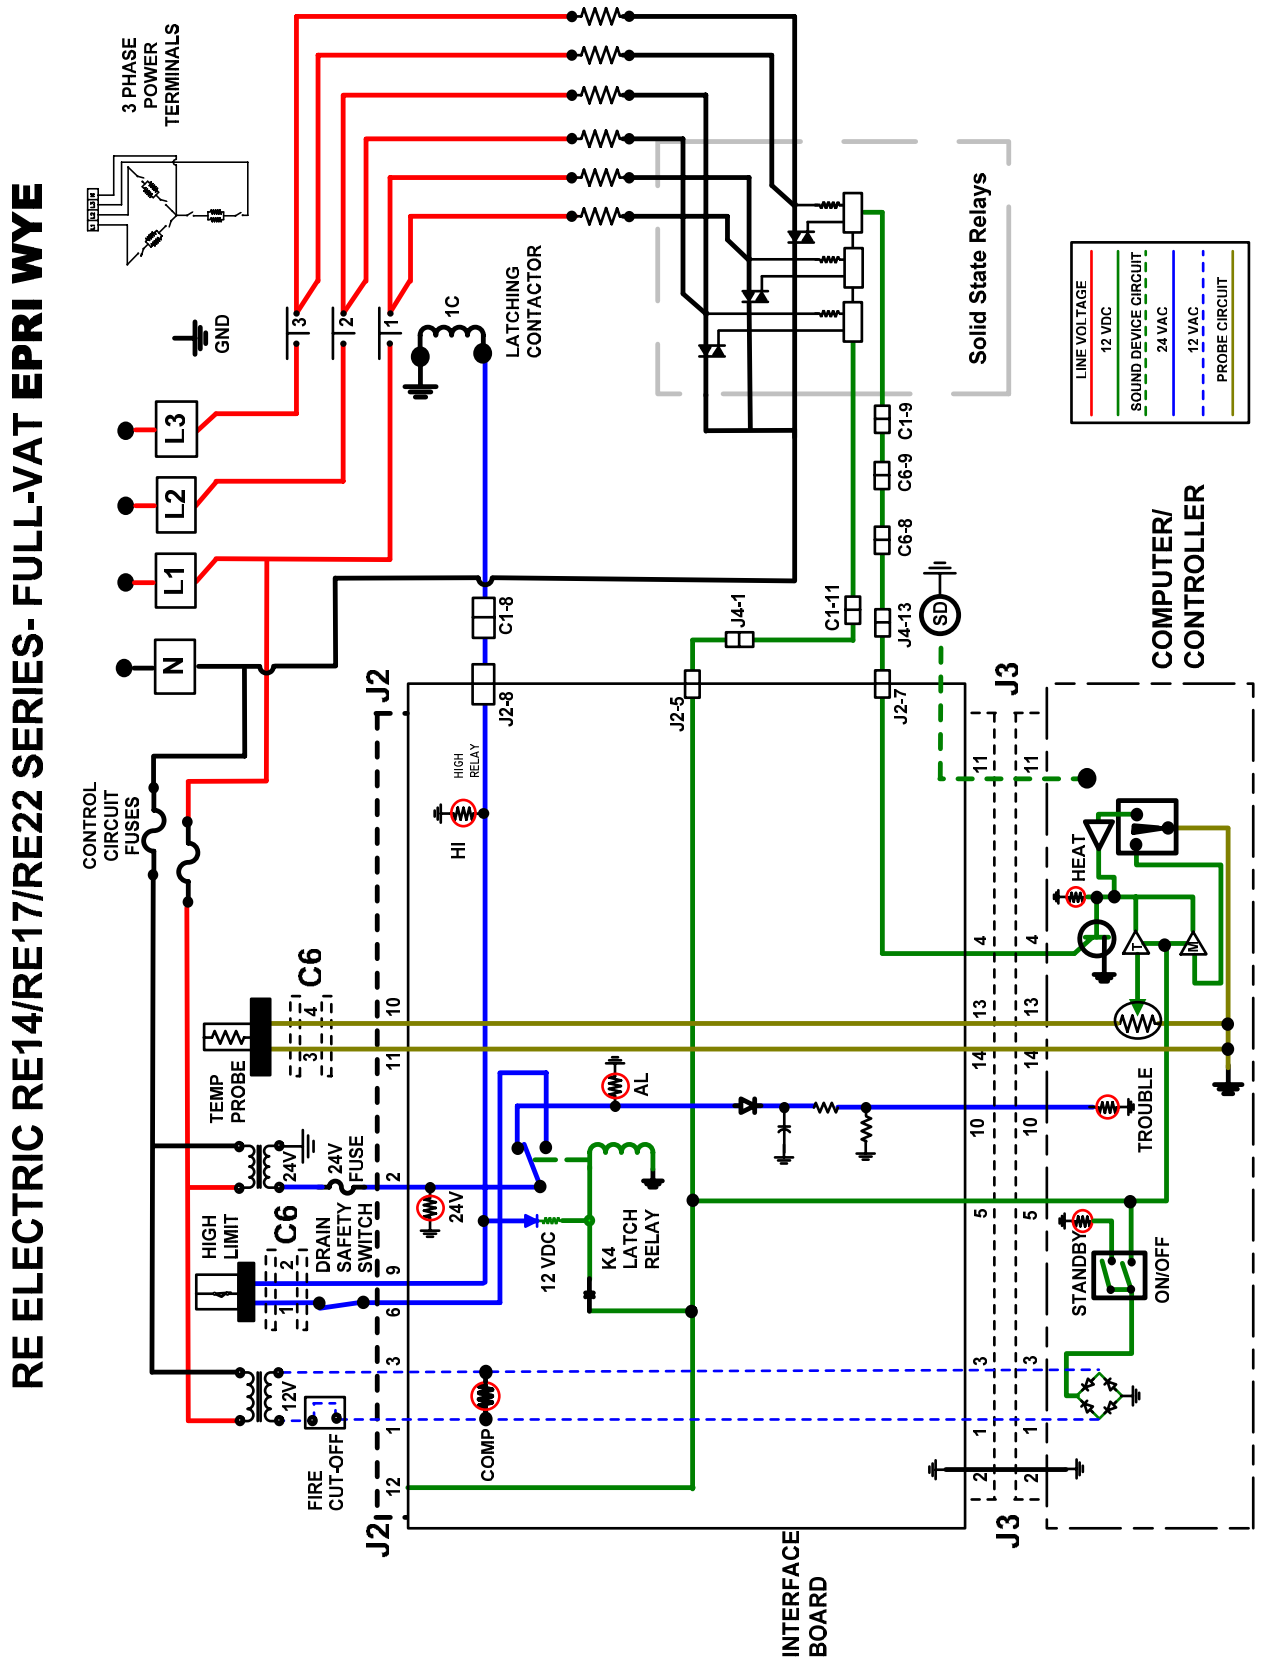 RE ELECTRIC RE14/RE17/RE22 SERIES- FULL-VAT EPRI WYE
3 PHASE
POWER
TERMINALS
L1
L2
L3
N
GND
L3
L2
L1
N
3
2
1
1C
LATCHING
CONTACTOR
Solid State Relays
LINE VOLTAGE
12 VDC
SOUND DEVICE CIRCUIT
24 VAC
12 VAC
PROBE CIRCUIT
CONTROL
CIRCUIT
FUSES
C1-8
J2-8
J4-1
J2-5
C1-11
C1-9
C6-9
C6-8
J4-13
J2-7
SD
COMPUTER/
CONTROLLER
J2
J3
HI
HIGH
RELAY
11
11
HEAT
4
4
T
M
C6
4
3
10
11
13
13
14
14
TEMP
PROBE
AL
10
10
TROUBLE
24V
24V
FUSE
2
24V
HIGH
LIMIT
C6
2
1
DRAIN
SAFETY
SWITCH
9
6
12 VDC
K4
LATCH
RELAY
5
5
STANDBY
ON/OFF
12V
FIRE
CUT-OFF
3
1
12
COMP
3
3
1
1
2
2
J2
J3
INTERFACE
BOARD